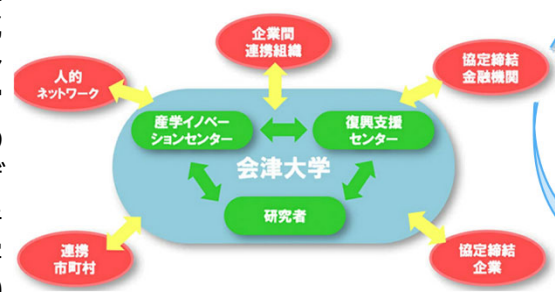 企業間
連携組織
人的
ネットワーク
協定締結
金融機関
産学イノベー
ションセンター
復興支援
センター
会津大学
研究者
連携
市町村
協定締結
企業